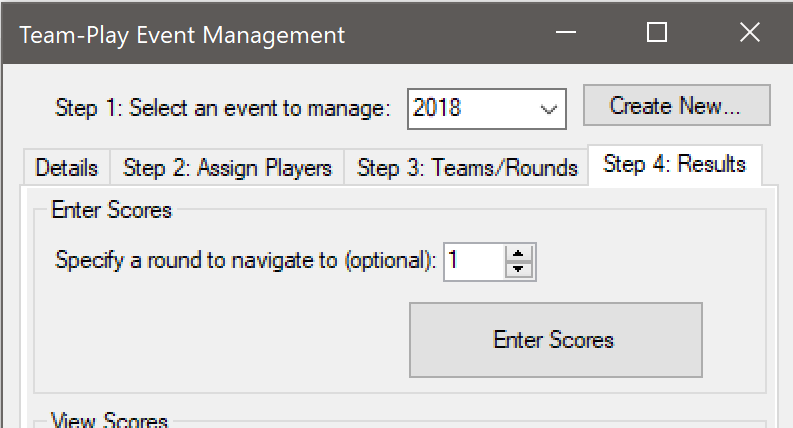 Team-Play Event Management
Step 1: Select an event to manage: 2018 Create New...
Details Step 2: Assign Players Step 3: Teams/Rounds Step 4: Results
Enter Scores
Specify a round to navigate to (optional): 1
Enter Scores
View Scores